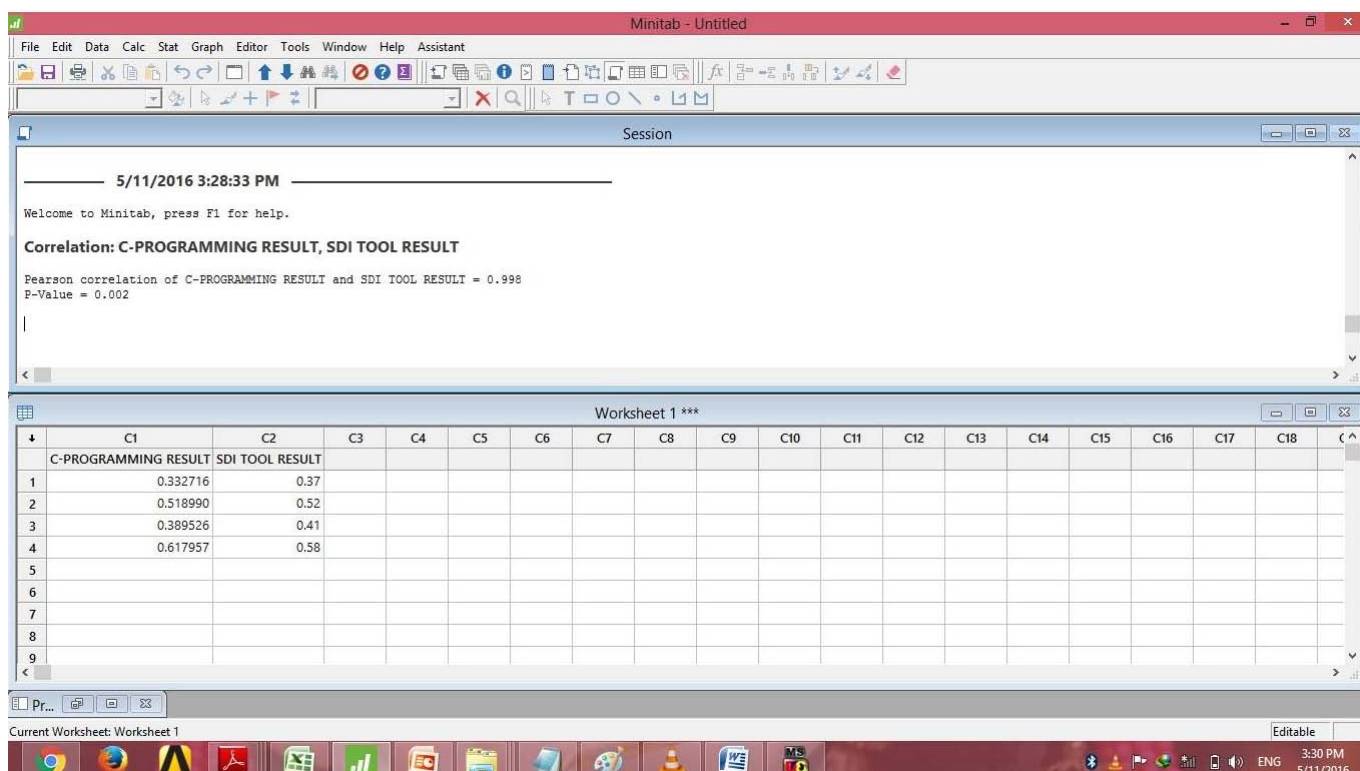 Minitab - Untitled
File Edit Data Calc Stat Graph Editor Tools Window Help Assistant
Session
5/11/2016 3:28:33 PM
Welcome to Minitab, press F1 for help.
Correlation: C-PROGRAMMING RESULT, SDI TOOL RESULT
Pearson correlation of C-PROGRAMMING RESULT and SDI TOOL RESULT = 0.998
P-Value = 0.002
Worksheet 1 ***
C1 C2 C3 C4 C5 C6 C7 C8 C9 C10 C11 C12 C13 C14 C15 C16 C17 C18
C-PROGRAMMING RESULT SDI TOOL RESULT
1 0.332716 0.37
2 0.518990 0.52
3 0.389526 0.41
4 0.617957 0.58
5
6
7
8
9
Pr...
Current Worksheet: Worksheet 1 Editable
ENG 3:30 PM
5/11/2016